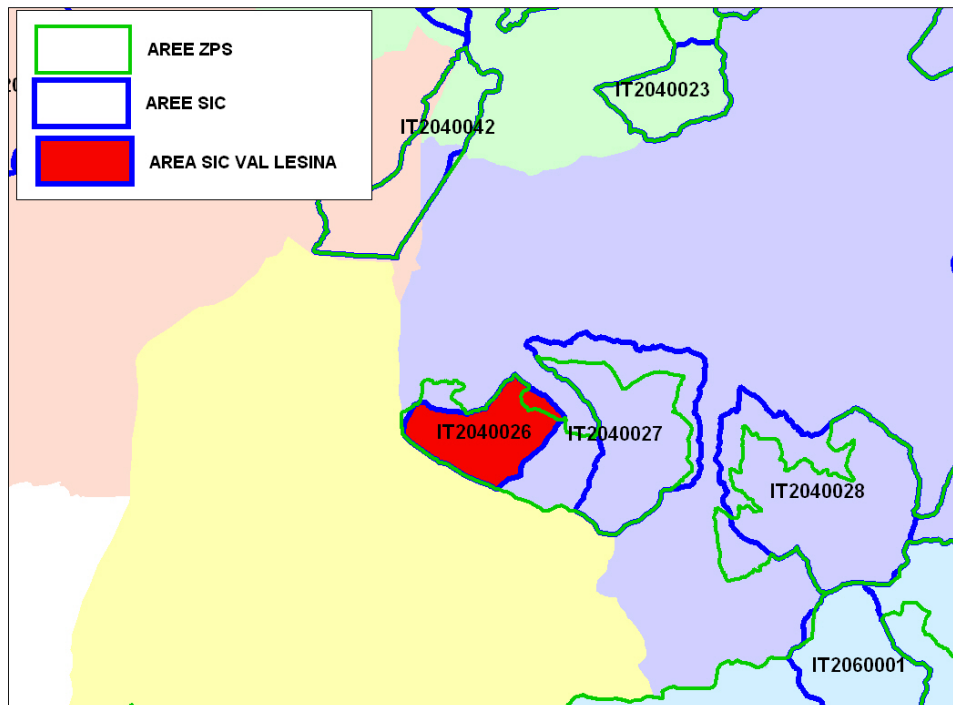 AREE ZPS
AREE SIC
AREA SIC VAL LESINA
IT2040023
IT2040042
IT2040026
IT2040027
IT2040028
IT2060001